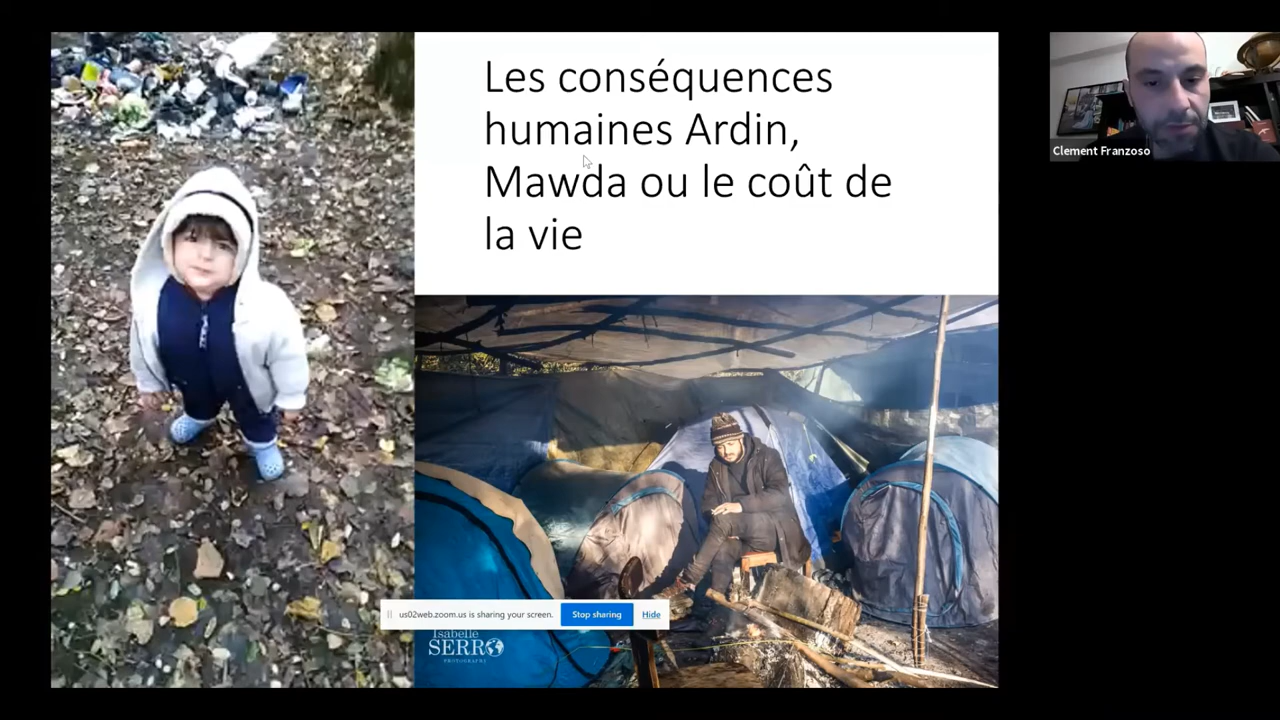 Les conséquences
humaines Ardin,
Mawda ou le coût de
la vie
Clement Franzoso
us02web.zoom.us is sharing your screen.
Stop sharing
Hide
Isabelle
SERRO
PHOTOGRAPHY